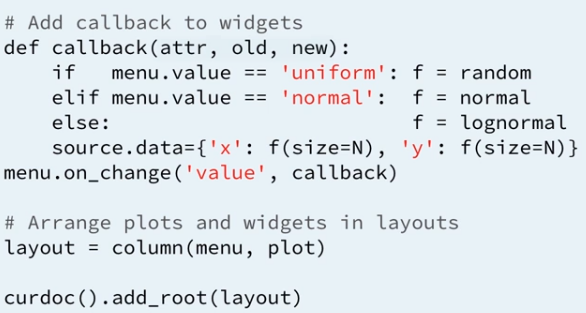 # Add callback to widgets
def callback(attr, old, new):
    if   menu.value == 'uniform': f = random
    elif menu.value == 'normal':  f = normal
    else:                         f = lognormal
    source.data={'x': f(size=N), 'y': f(size=N)}
menu.on_change('value', callback)

# Arrange plots and widgets in layouts
layout = column(menu, plot)

curdoc().add_root(layout)